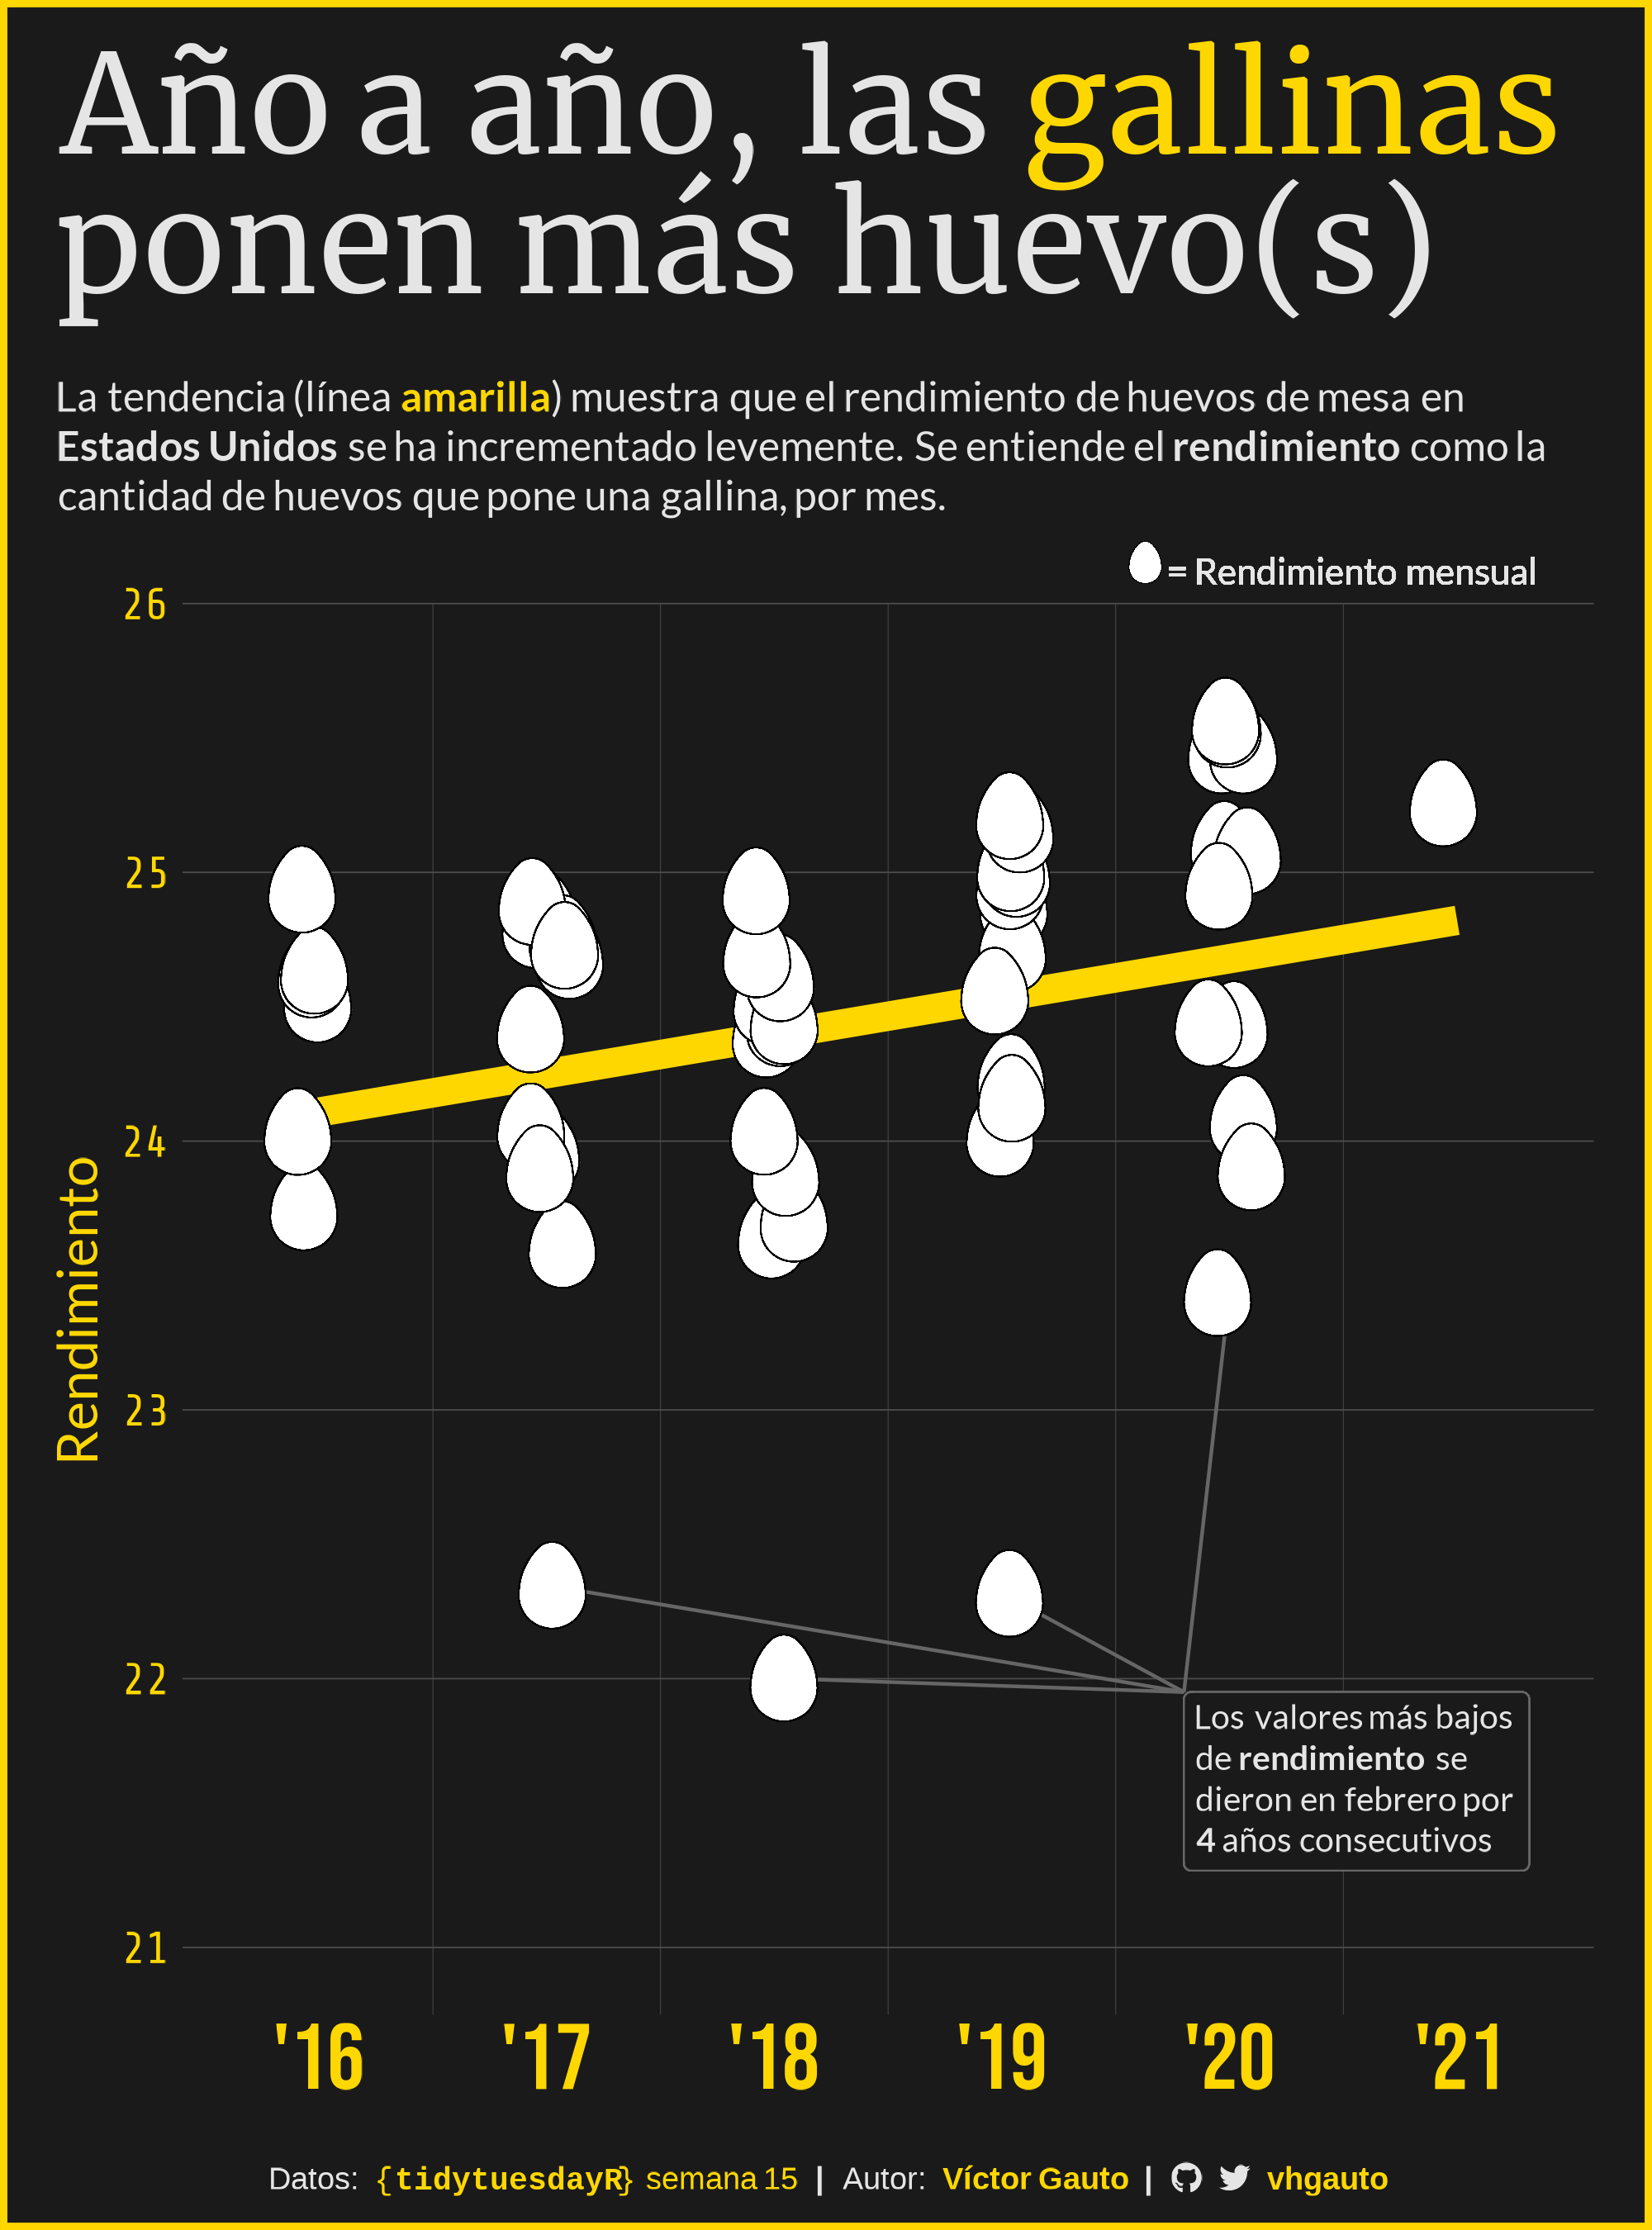 Año a año, las gallinas
ponen más huevo(s)
La tendencia (línea amarilla) muestra que el rendimiento de huevos de mesa en
Estados Unidos se ha incrementado levemente. Se entiende el rendimiento como la
cantidad de huevos que pone una gallina, por mes.
= Rendimiento mensual
26
25
24
23
22
21
Rendimiento
Los valores más bajos
de rendimiento se
dieron en febrero por
4 años consecutivos
'16 '17 '18 '19 '20 '21
Datos: {tidytuesdayR} semana 15 | Autor: Víctor Gauto | vhgauto